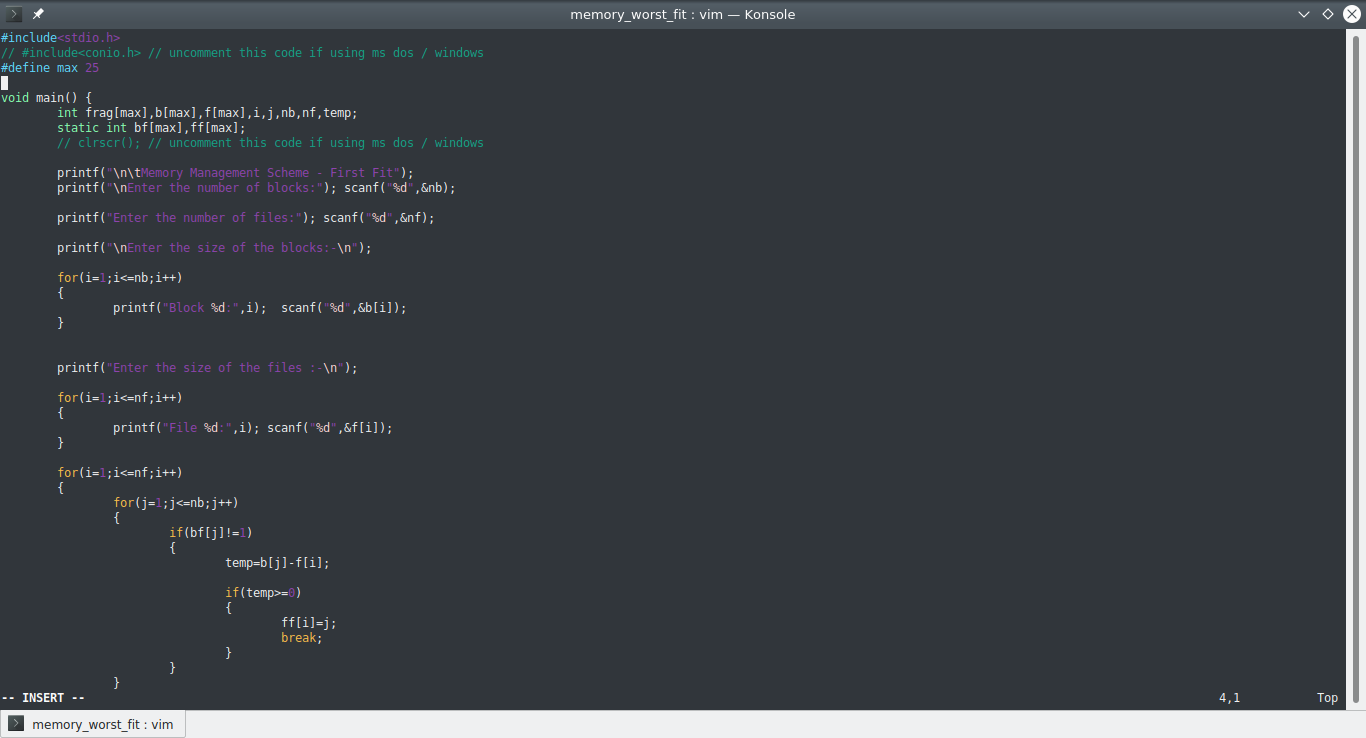 memory_worst_fit : vim — Konsole
#include<stdio.h>
// #include<conio.h> // uncomment this code if using ms dos / windows
#define max 25
void main() {
        int frag[max],b[max],f[max],i,j,nb,nf,temp;
        static int bf[max],ff[max];
        // clrscr(); // uncomment this code if using ms dos / windows
        printf("\n\tMemory Management Scheme - First Fit");
        printf("\nEnter the number of blocks:"); scanf("%d",&nb);
        printf("Enter the number of files:"); scanf("%d",&nf);
        printf("\nEnter the size of the blocks:-\n");
        for(i=1;i<=nb;i++)
        {
                printf("Block %d:",i);  scanf("%d",&b[i]);
        }
        printf("Enter the size of the files :-\n");
        for(i=1;i<=nf;i++)
        {
                printf("File %d:",i); scanf("%d",&f[i]);
        }
        for(i=1;i<=nf;i++)
        {
                for(j=1;j<=nb;j++)
                {
                        if(bf[j]!=1)
                        {
                                temp=b[j]-f[i];
                                if(temp>=0)
                                {
                                        ff[i]=j;
                                        break;
                                }
                        }
                }
-- INSERT -- 4,1 Top
memory_worst_fit : vim